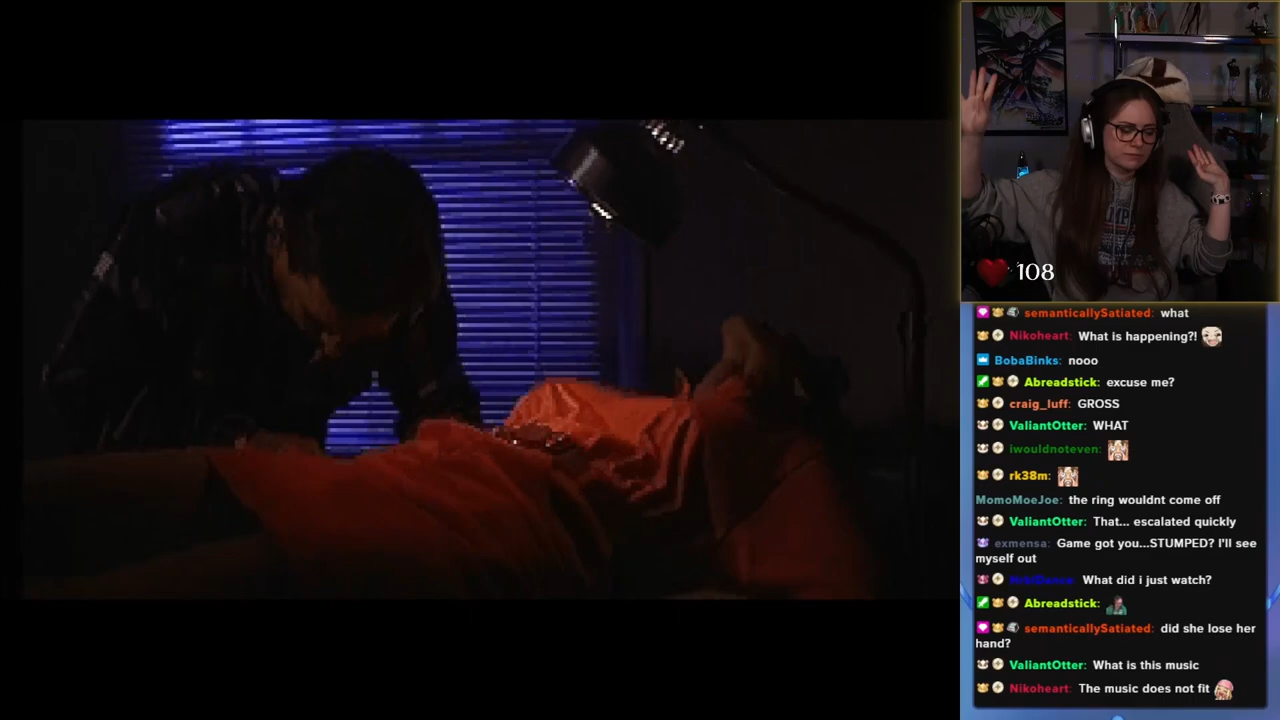 108
semanticallySatiated: what
Nikoheart: What is happening?!
BobaBinks: nooo
Abreadstick: excuse me?
craig_luff: GROSS
ValiantOtter: WHAT
iwouldnoteven:
rk38m:
MomoMoeJoe: the ring wouldnt come off
ValiantOtter: That... escalated quickly
exmensa: Game got you...STUMPED? I'll see
myself out
What did i just watch?
Abreadstick:
semanticallySatiated: did she lose her
hand?
ValiantOtter: What is this music
Nikoheart: The music does not fit